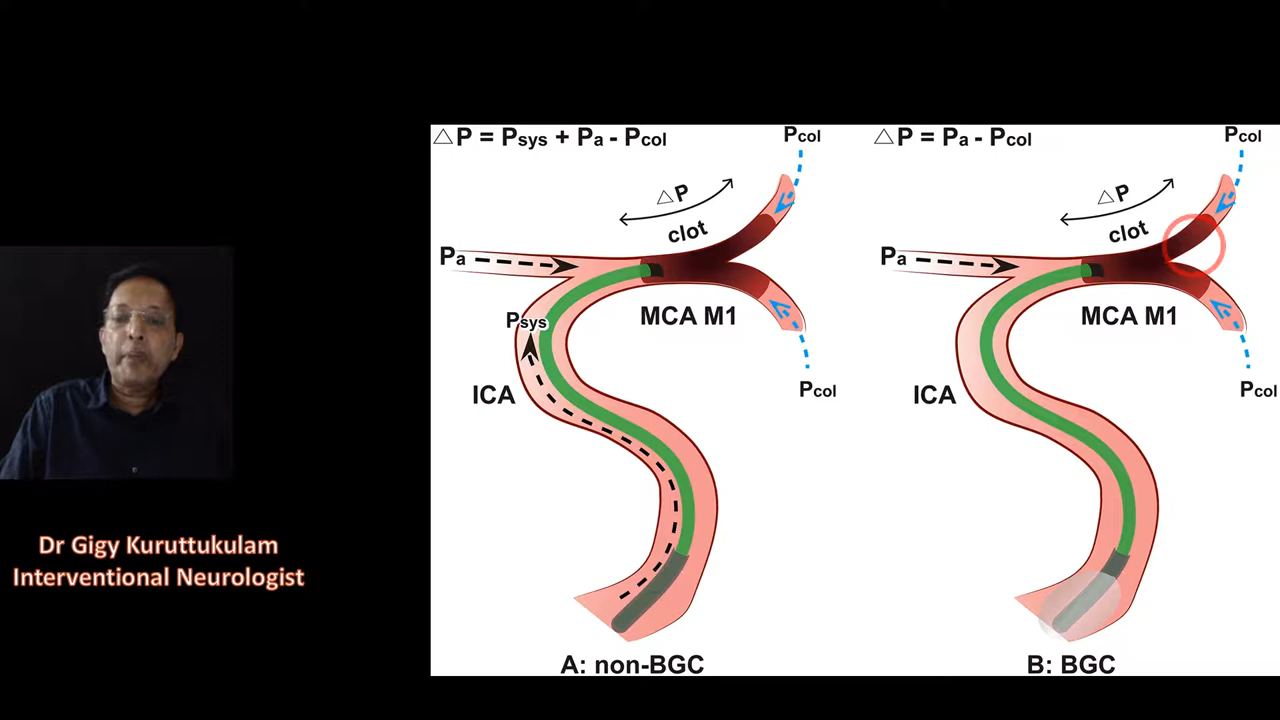 △P = Psys + Pa - Pcol
Pcol
△P
clot
Pa
MCA M1
Psys
ICA
Pcol
A: non-BGC
△P = Pa - Pcol
Pcol
△P
clot
Pa
MCA M1
ICA
Pcol
B: BGC
Dr Gigy Kuruttukulam
Interventional Neurologist